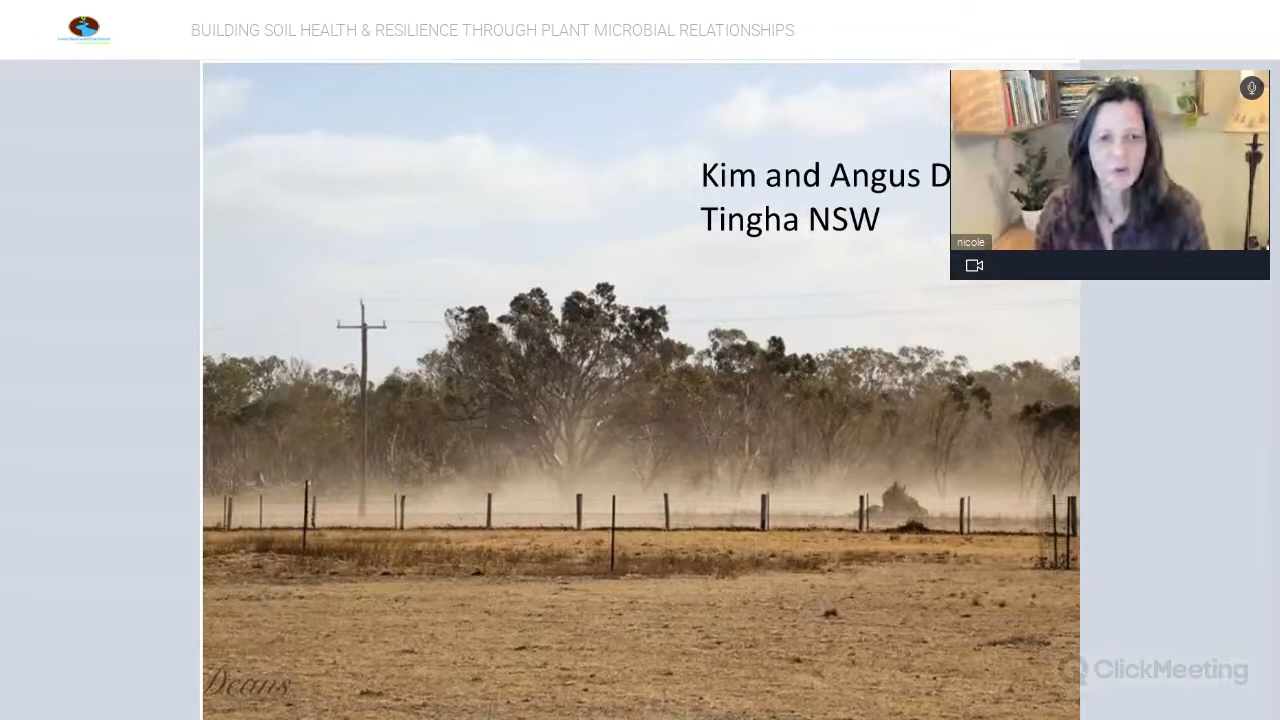 BUILDING SOIL HEALTH & RESILIENCE THROUGH PLANT MICROBIAL RELATIONSHIPS
Kim and Angus D
Tingha NSW
nicole
Deans
ClickMeeting